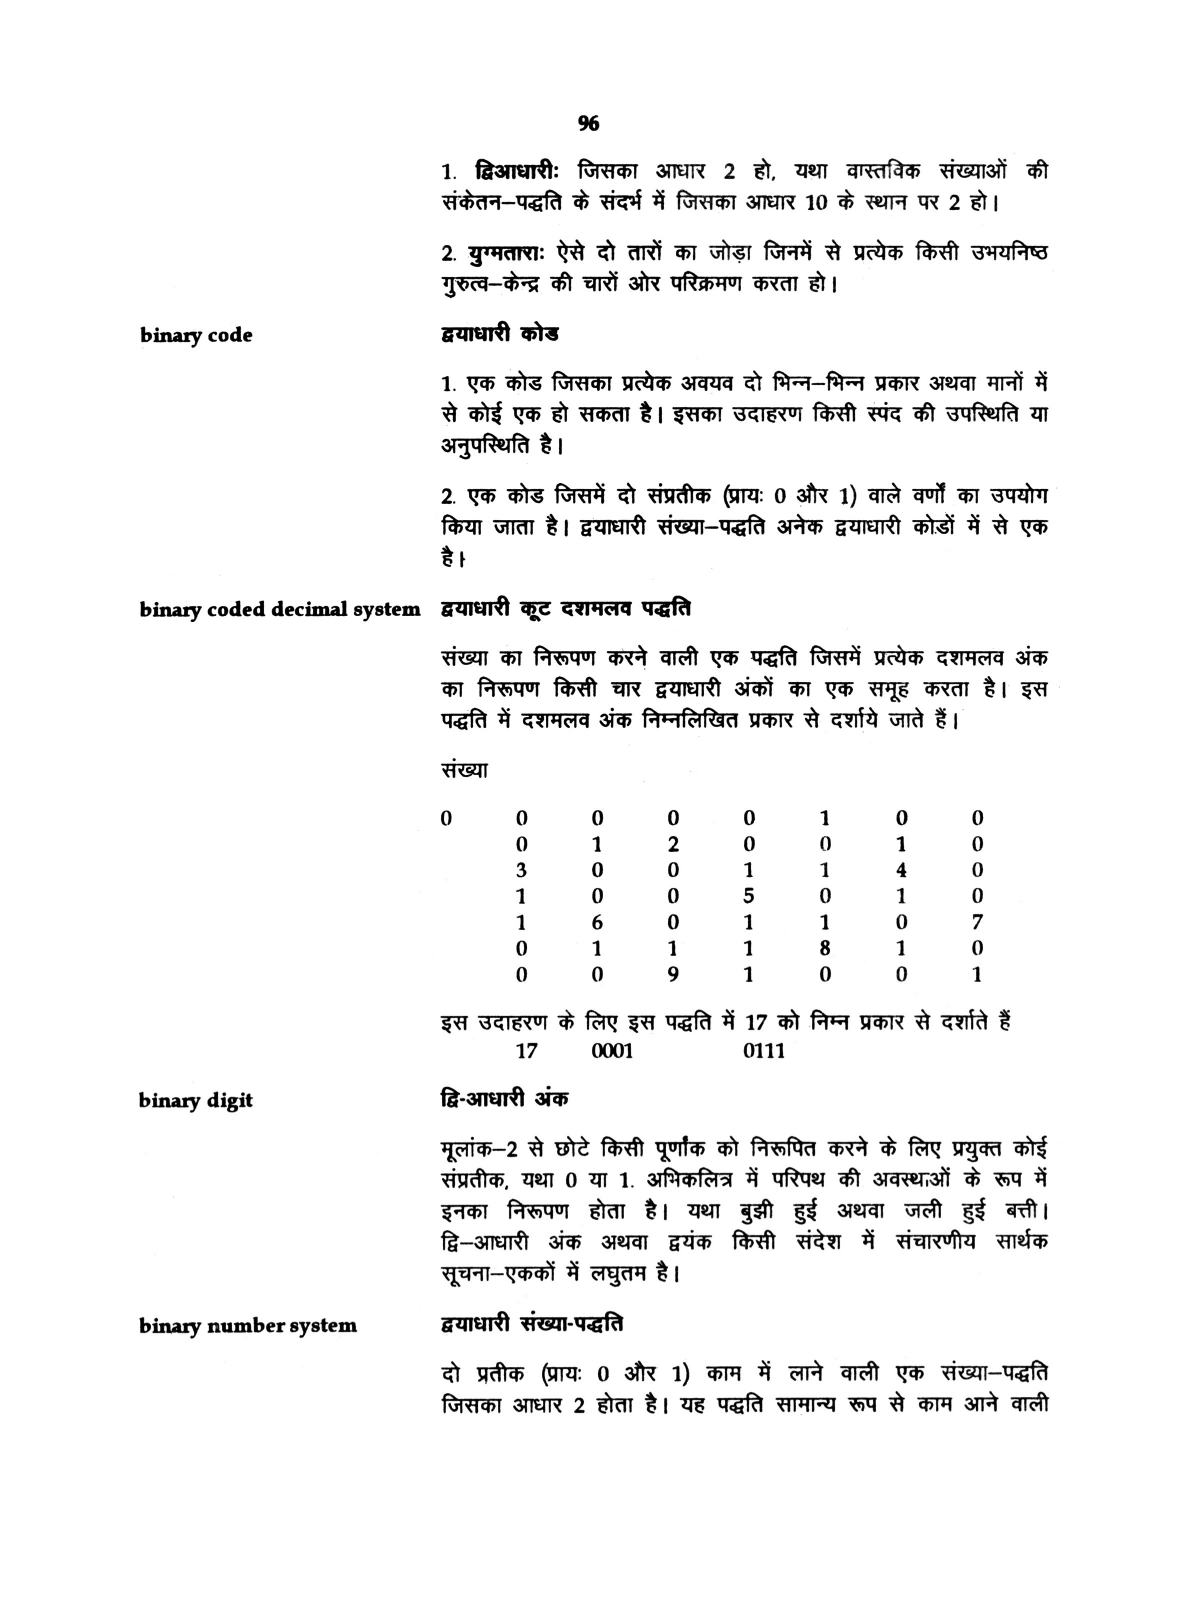 96
1. द्विआधारीः जिसका आधार 2 हो, यथा वास्तविक संख्याओं की
संकेतन–पद्धति के संदर्भ में जिसका आधार 10 के स्थान पर 2 हो।
2. युग्मताराः ऐसे दो तारों का जोड़ा जिनमें से प्रत्येक किसी उभयनिष्ठ
गुरुत्व–केन्द्र की चारों ओर परिक्रमण करता हो।
binary code द्वयाधारी कोड
1. एक कोड जिसका प्रत्येक अवयव दो भिन्न–भिन्न प्रकार अथवा मानों में
से कोई एक हो सकता है। इसका उदाहरण किसी स्पंद की उपस्थिति या
अनुपस्थिति है।
2. एक कोड जिसमें दो संप्रतीक (प्रायः 0 और 1) वाले वर्णों का उपयोग
किया जाता है। द्वयाधारी संख्या–पद्धति अनेक द्वयाधारी कोडों में से एक
है।
binary coded decimal system द्वयाधारी कूट दशमलव पद्धति
संख्या का निरूपण करने वाली एक पद्धति जिसमें प्रत्येक दशमलव अंक
का निरूपण किसी चार द्वयाधारी अंकों का एक समूह करता है। इस
पद्धति में दशमलव अंक निम्नलिखित प्रकार से दर्शाये जाते हैं।
संख्या
0 0 0 0 0 1 0 0
0 1 2 0 0 1 0
3 0 0 1 1 4 0
1 0 0 5 0 1 0
1 6 0 1 1 0 7
0 1 1 1 8 1 0
0 0 9 1 0 0 1
इस उदाहरण के लिए इस पद्धति में 17 को निम्न प्रकार से दर्शाते हैं
17 0001 0111
binary digit द्वि-आधारी अंक
मूलांक–2 से छोटे किसी पूर्णांक को निरूपित करने के लिए प्रयुक्त कोई
संप्रतीक, यथा 0 या 1. अभिकलित्र में परिपथ की अवस्थाओं के रूप में
इनका निरूपण होता है। यथा बुझी हुई अथवा जली हुई बत्ती।
द्वि–आधारी अंक अथवा द्वयंक किसी संदेश में संचारणीय सार्थक
सूचना–एककों में लघुतम है।
binary number system द्वयाधारी संख्या-पद्धति
दो प्रतीक (प्रायः 0 और 1) काम में लाने वाली एक संख्या–पद्धति
जिसका आधार 2 होता है। यह पद्धति सामान्य रूप से काम आने वाली